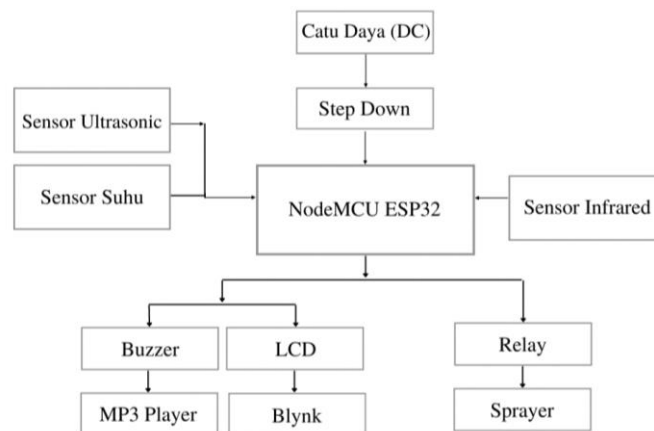 Catu Daya (DC)
Step Down
Sensor Ultrasonic
Sensor Suhu
NodeMCU ESP32
Sensor Infrared
Buzzer
LCD
Relay
MP3 Player
Blynk
Sprayer